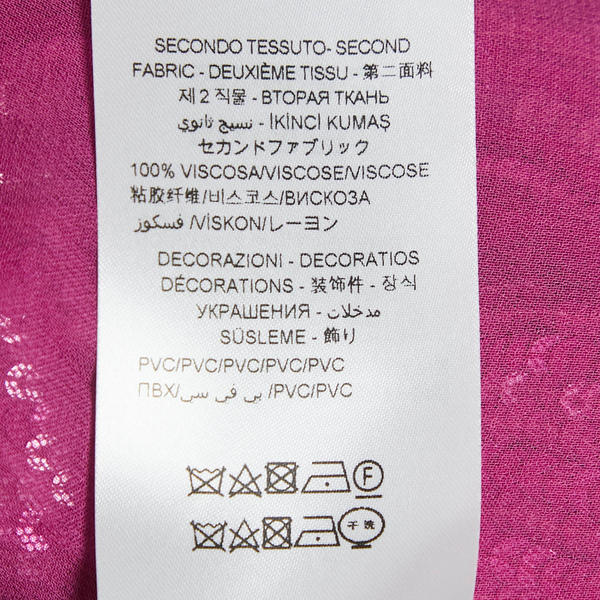 SECONDO TESSUTO- SECOND
FABRIC - DEUXIÈME TISSU - 第二面料
제 2 직물 - ВТОРАЯ ТКАНЬ
نسيج ثانوي - İKİNCİ KUMAŞ
セカンドファブリック
100% VISCOSA/VISCOSE/VISCOSE
粘胶纤维/비스코스/ВИСКОЗА
فسكوز /VİSKON/レーヨン
DECORAZIONI - DECORATIOS
DÉCORATIONS - 装饰件 - 장식
УКРАШЕНИЯ - مدخلات
SÜSLEME - 飾り
PVC/PVC/PVC/PVC/PVC
ПВХ/بي في سي /PVC/PVC
F
干洗